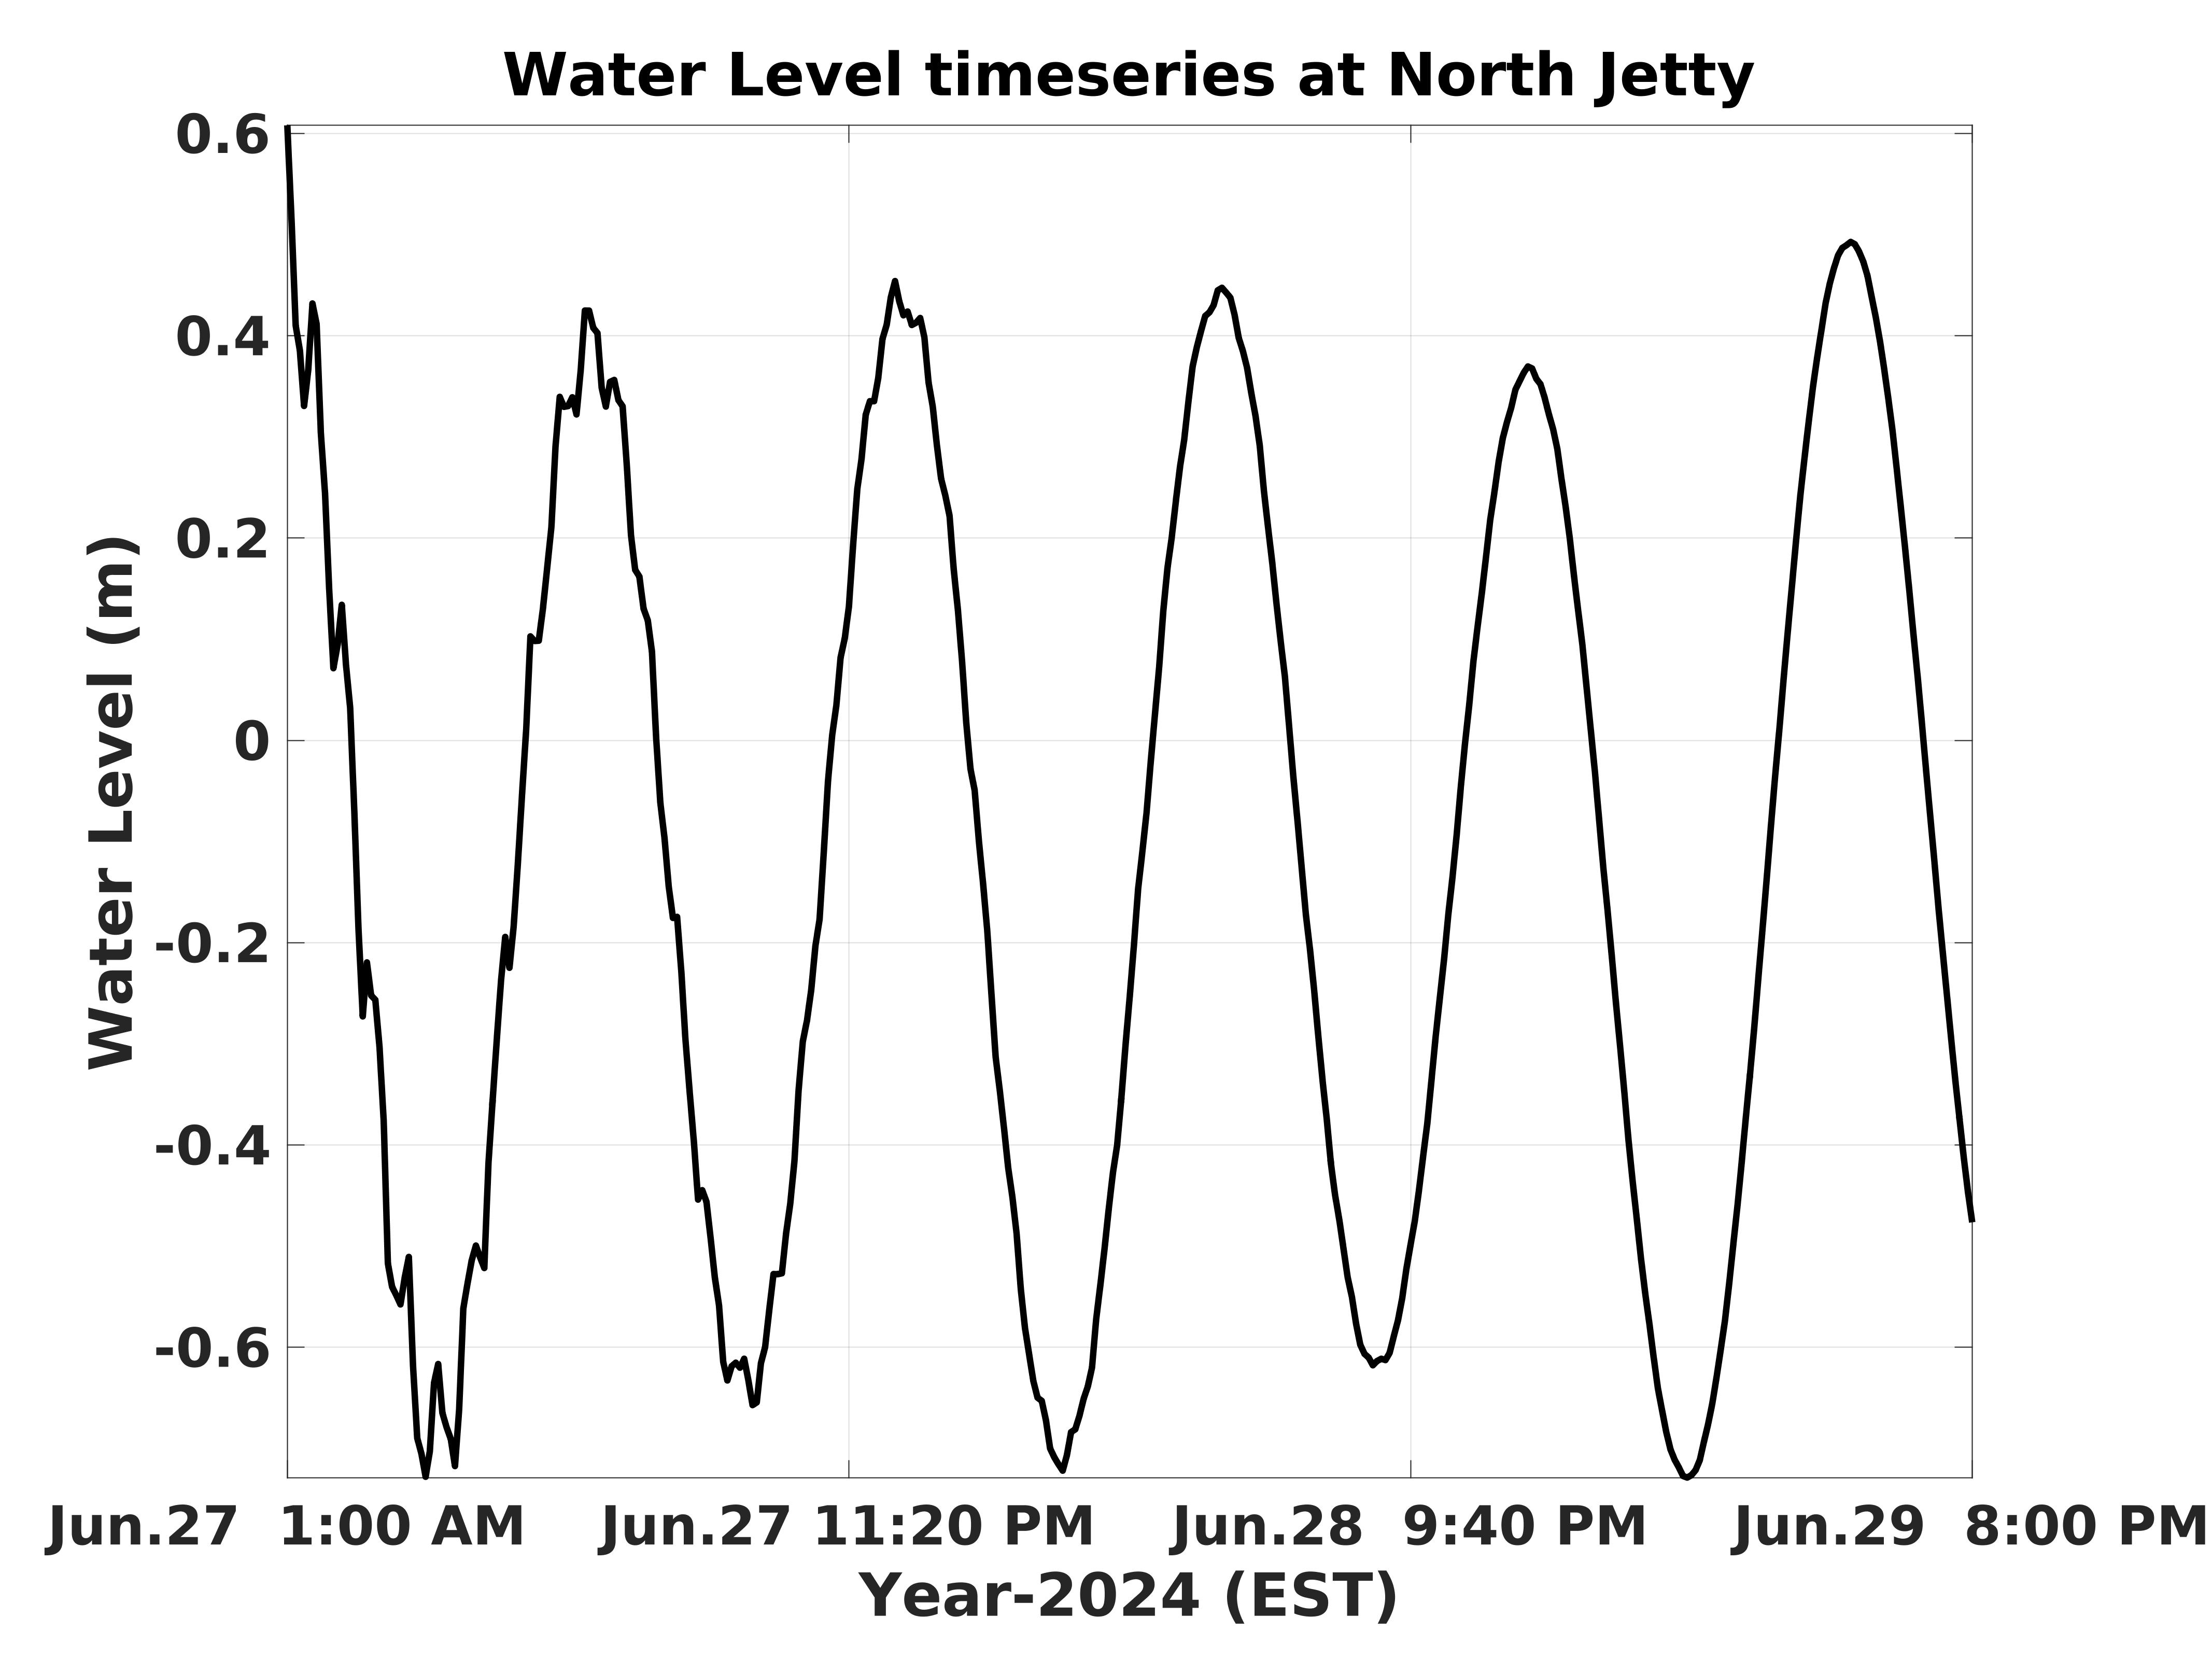 Water Level timeseries at North Jetty
0.6
0.4
0.2
0
-0.2
-0.4
-0.6
Water Level (m)
Jun.27 1:00 AM Jun.27 11:20 PM Jun.28 9:40 PM Jun.29 8:00 PM
Year-2024 (EST)